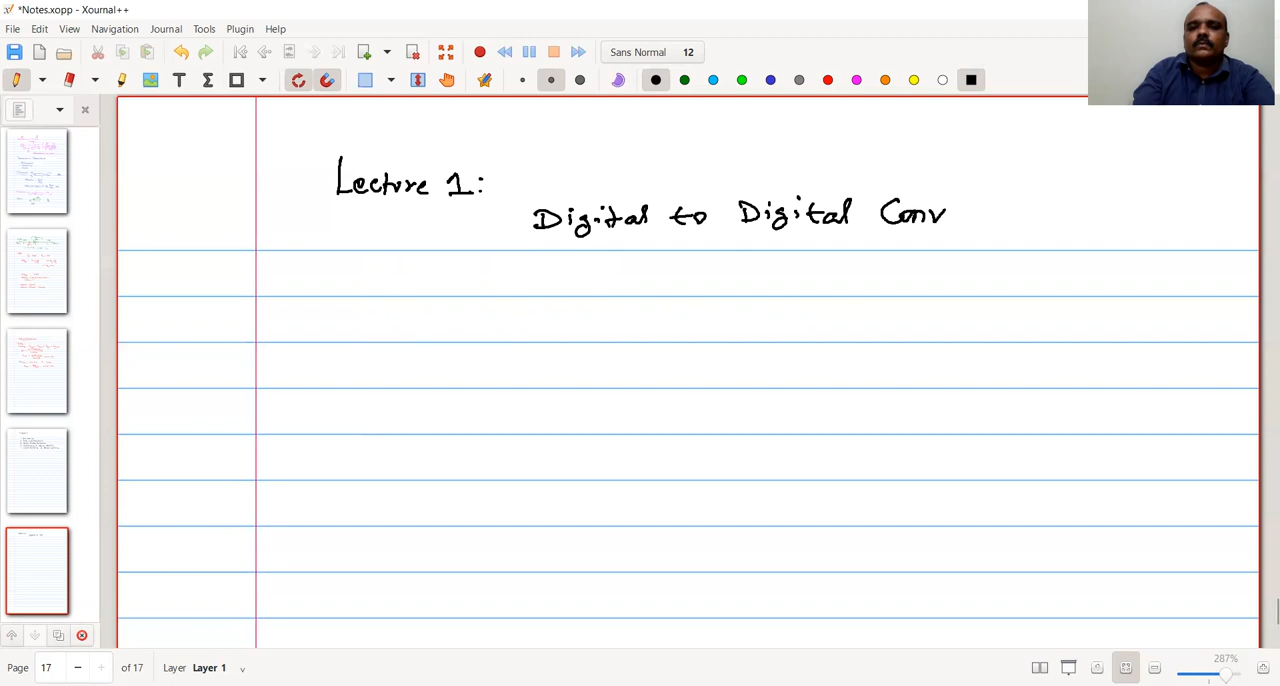 *Notes.xopp - Xournal++
File Edit View Navigation Journal Tools Plugin Help
Sans Normal 12
Lecture 1:
Digital to Digital Conv
Page 17 of 17 Layer Layer 1
287%